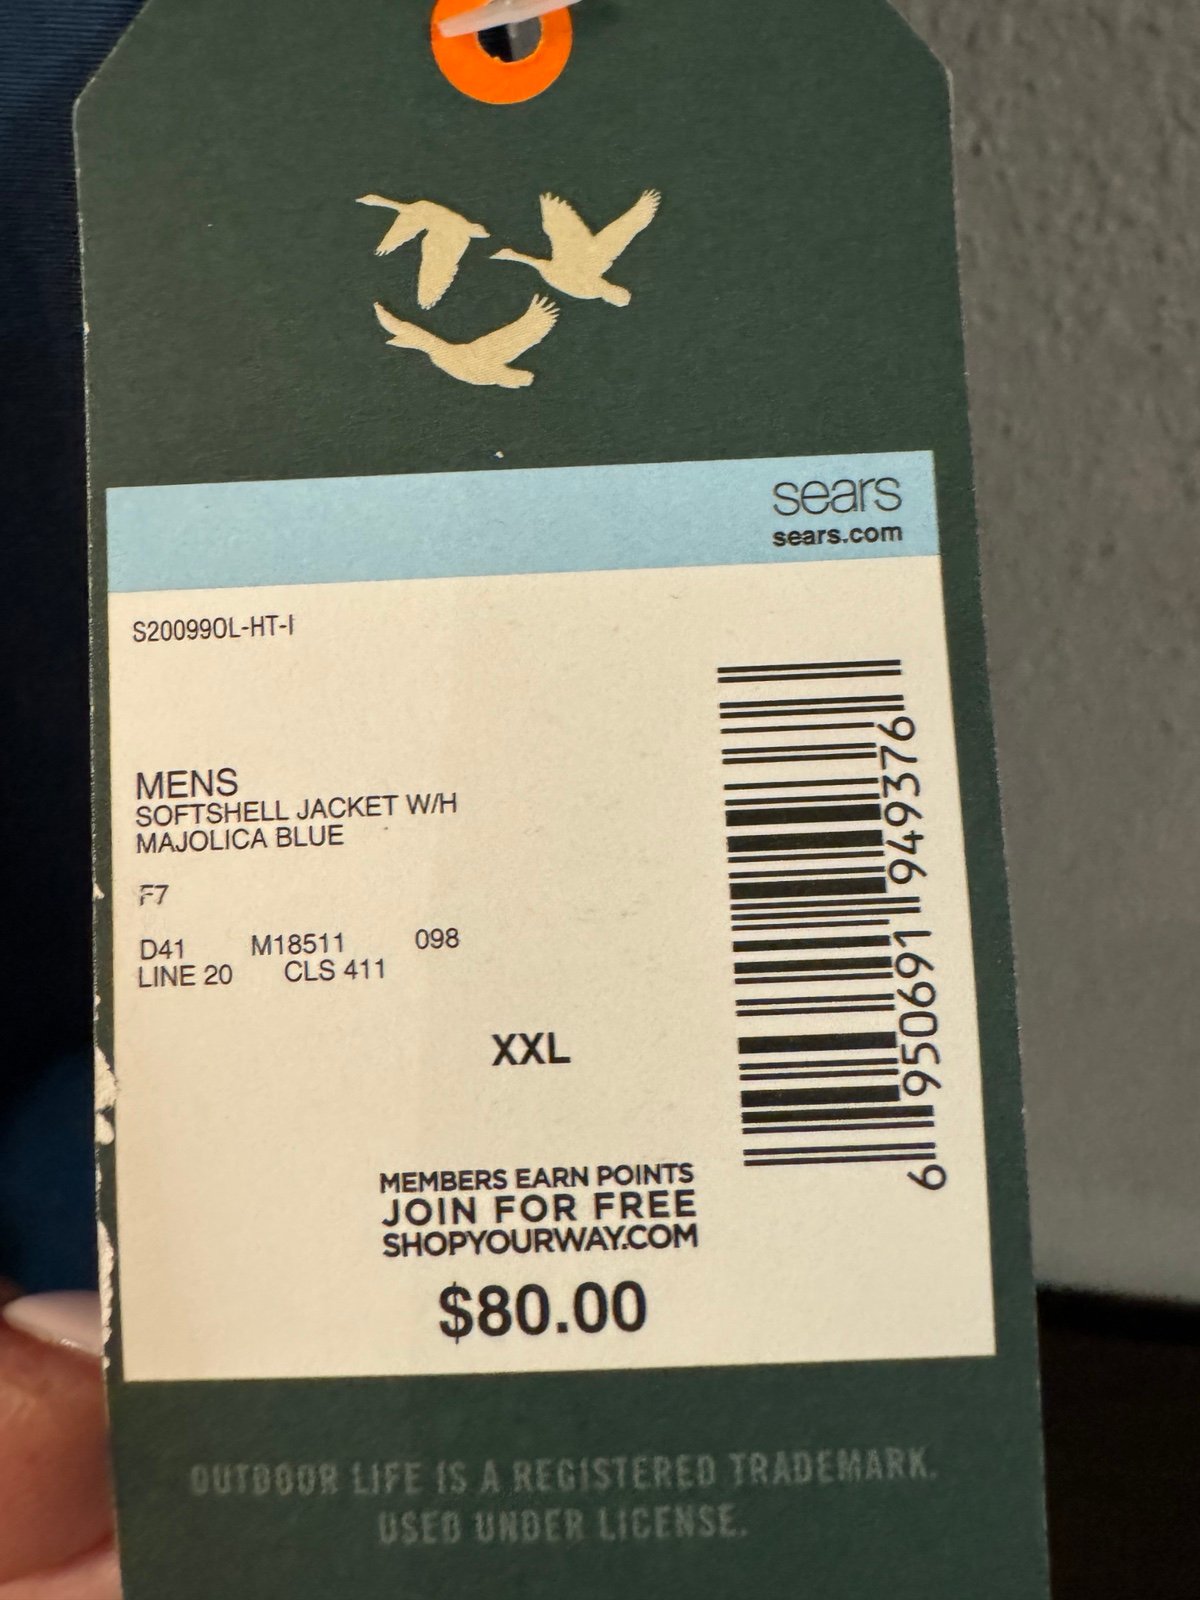 sears
sears.com
S20099OL-HT-I
MENS
SOFTSHELL JACKET W/H
MAJOLICA BLUE
F7
D41 M18511 098
LINE 20 CLS 411
XXL
9 950691 949376
MEMBERS EARN POINTS
JOIN FOR FREE
SHOPYOURWAY.COM
$80.00
OUTDOOR LIFE IS A REGISTERED TRADEMARK.
USED UNDER LICENSE.